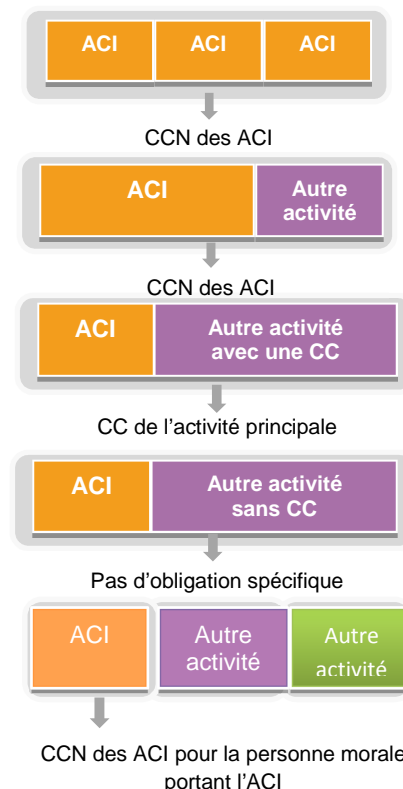 ACI ACI ACI
CCN des ACI
ACI Autre
activité
CCN des ACI
ACI Autre activité
avec une CC
CC de l'activité principale
ACI Autre activité
sans CC
Pas d'obligation spécifique
ACI Autre Autre
activité activité
CCN des ACI pour la personne morale
portant l'ACI